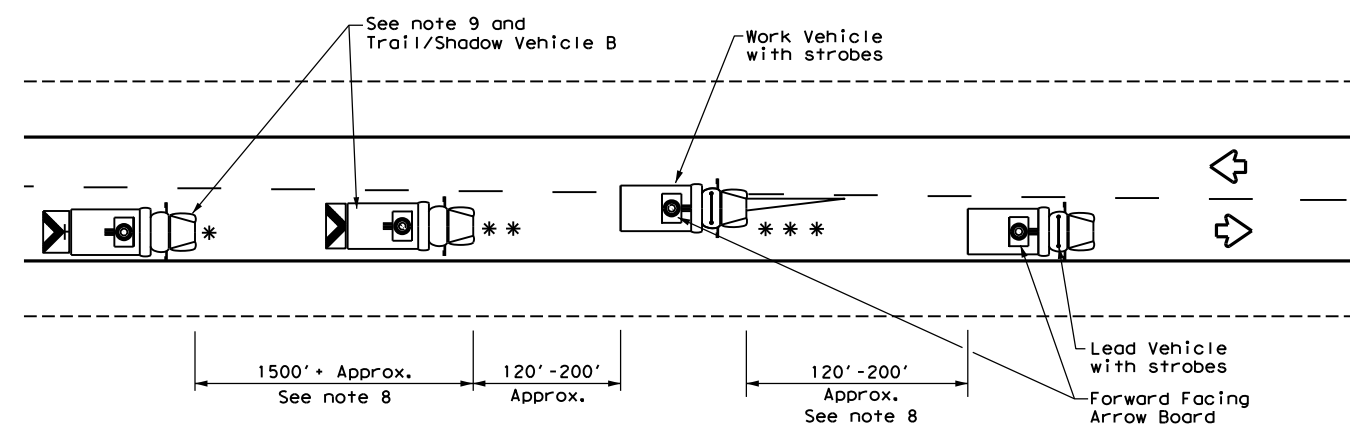 See note 9 and
Trail/Shadow Vehicle B
Work Vehicle
with strobes
*
* *
* * *
1500'+ Approx.
See note 8
120'-200'
Approx.
120'-200'
Approx.
See note 8
Lead Vehicle
with strobes
Forward Facing
Arrow Board